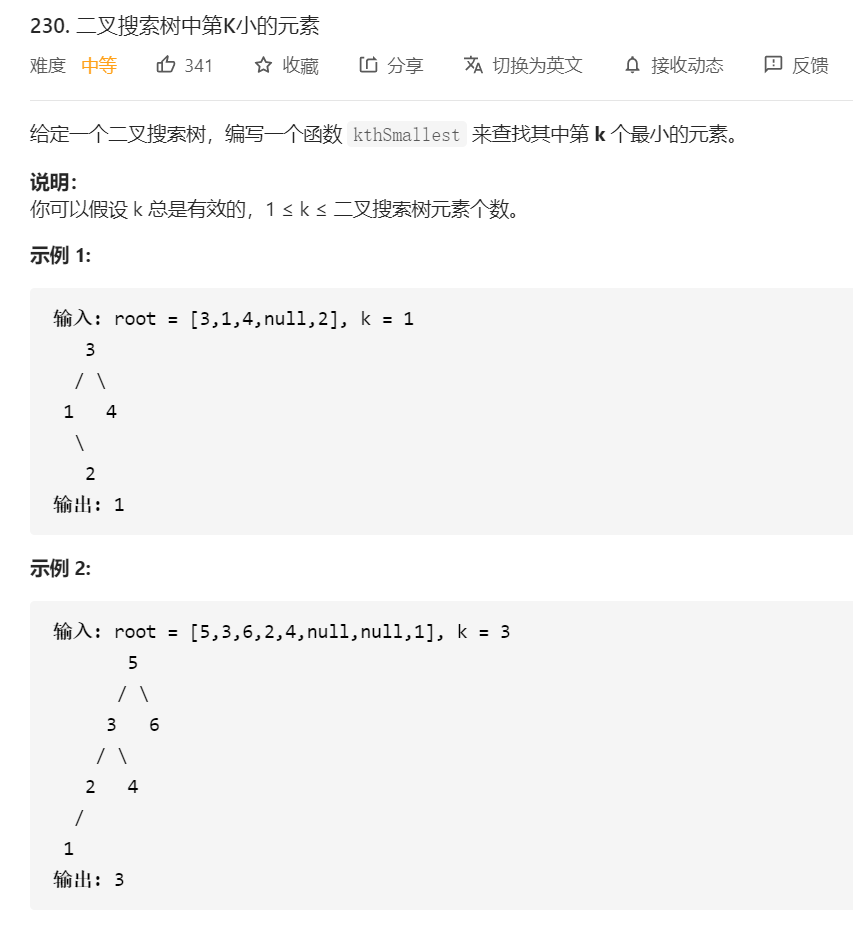 230. 二叉搜索树中第K小的元素
难度 中等 341 收藏 分享 切换为英文 接收动态 反馈
给定一个二叉搜索树，编写一个函数 kthSmallest 来查找其中第 k 个最小的元素。
说明：
你可以假设 k 总是有效的，1 ≤ k ≤ 二叉搜索树元素个数。
示例 1:
输入: root = [3,1,4,null,2], k = 1
3
/ \
1 4
\
2
输出: 1
示例 2:
输入: root = [5,3,6,2,4,null,null,1], k = 3
5
/ \
3 6
/ \
2 4
/
1
输出: 3